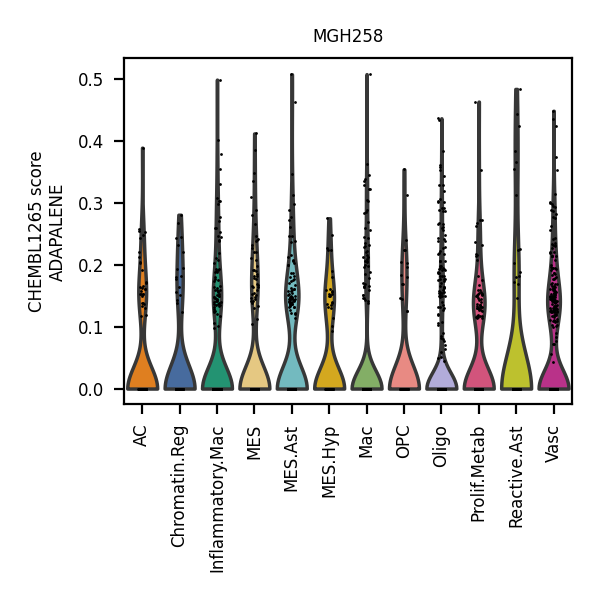 MGH258
CHEMBL1265 score
ADAPALENE
0.5
0.4
0.3
0.2
0.1
0.0
AC
Chromatin.Reg
Inflammatory.Mac
MES
MES.Ast
MES.Hyp
Mac
OPC
Oligo
Prolif.Metab
Reactive.Ast
Vasc